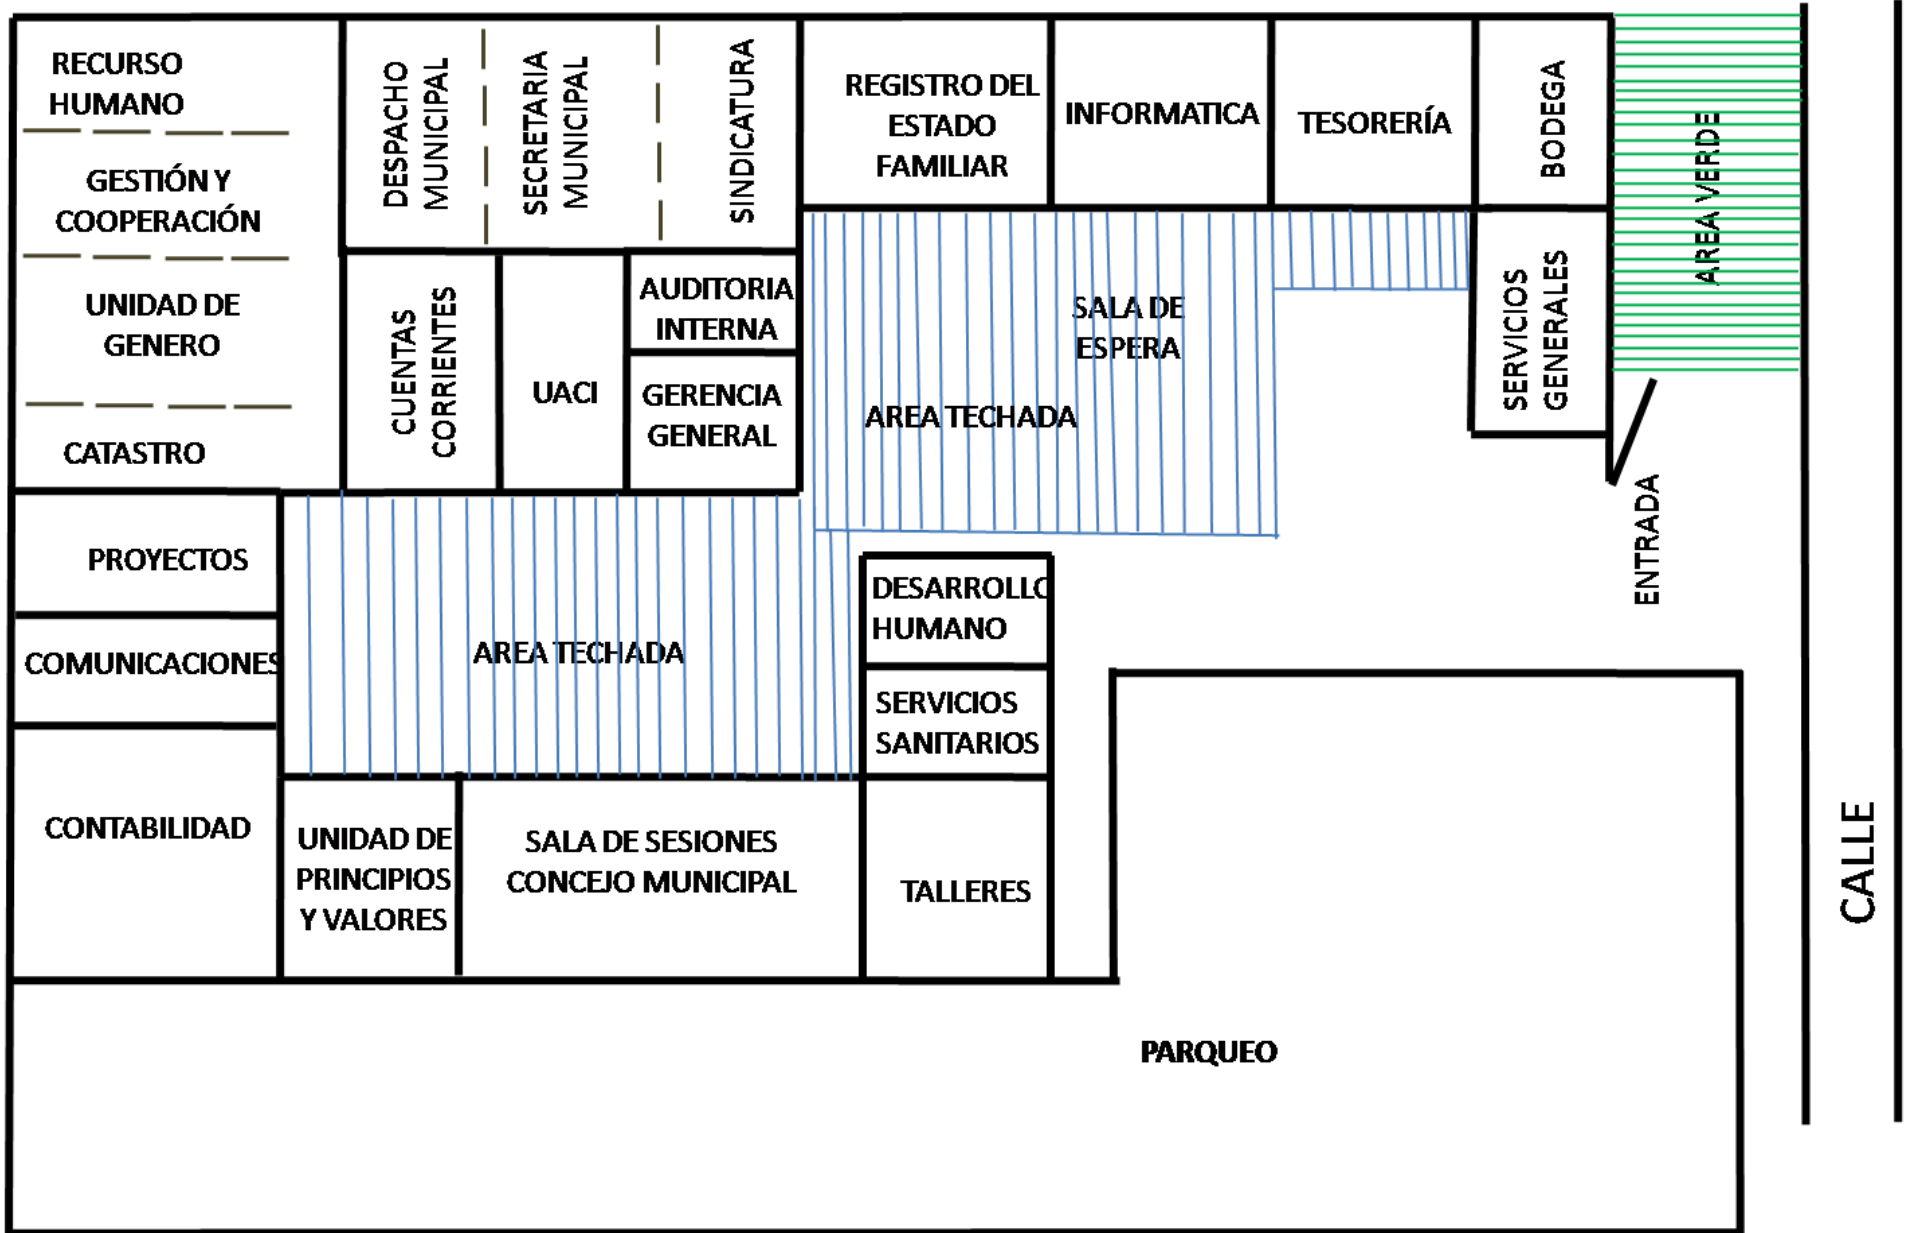 RECURSO
HUMANO
GESTIÓN Y
COOPERACIÓN
UNIDAD DE
GENERO
CATASTRO
DESPACHO
MUNICIPAL
SECRETARIA
MUNICIPAL
SINDICATURA
REGISTRO DEL
ESTADO
FAMILIAR
INFORMATICA
TESORERÍA
BODEGA
AREA VERDE
CUENTAS
CORRIENTES
UACI
AUDITORIA
INTERNA
GERENCIA
GENERAL
SALA DE
ESPERA
AREA TECHADA
SERVICIOS
GENERALES
ENTRADA
PROYECTOS
COMUNICACIONES
CONTABILIDAD
AREA TECHADA
DESARROLLO
HUMANO
SERVICIOS
SANITARIOS
UNIDAD DE
PRINCIPIOS
Y VALORES
SALA DE SESIONES
CONCEJO MUNICIPAL
TALLERES
CALLE
PARQUEO